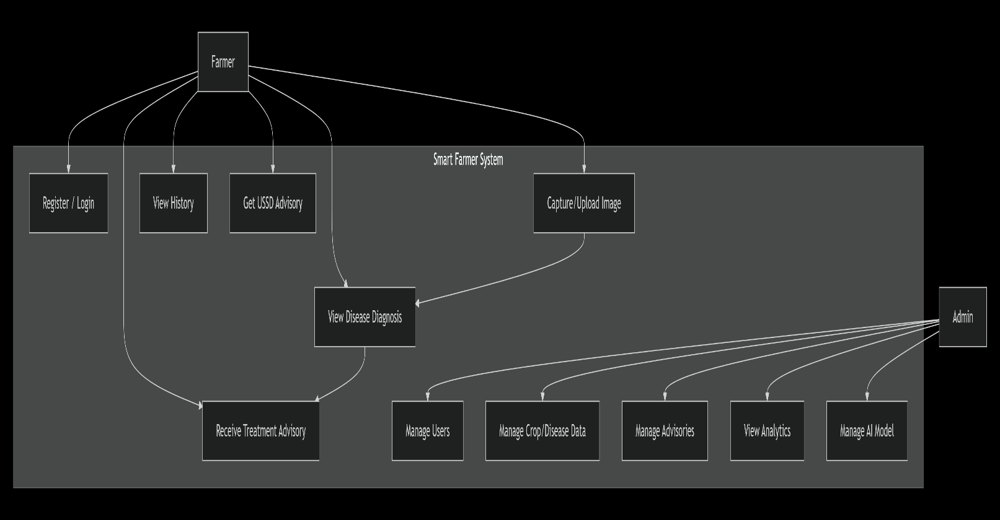 Farmer
Smart Farmer System
Register / Login
View History
Get USSD Advisory
Capture/Upload Image
View Disease Diagnosis
Admin
Receive Treatment Advisory
Manage Users
Manage Crop/Disease Data
Manage Advisories
View Analytics
Manage AI Model